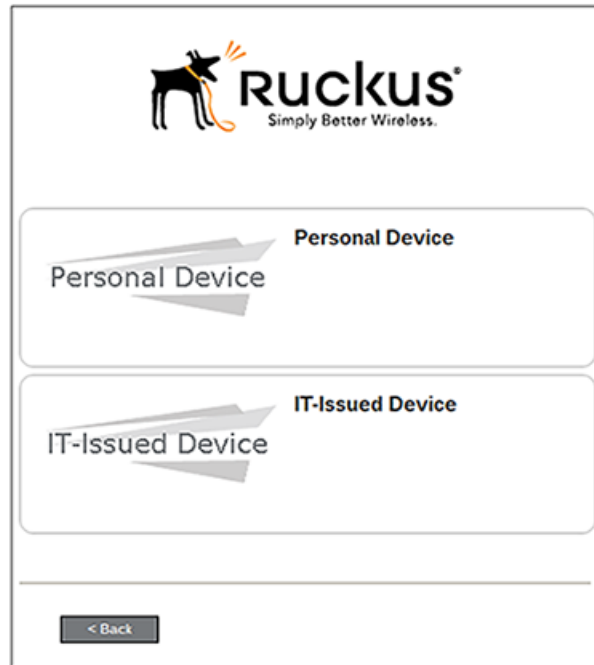 Ruckus®
Simply Better Wireless.
Personal Device
Personal Device
IT-Issued Device
IT-Issued Device
< Back